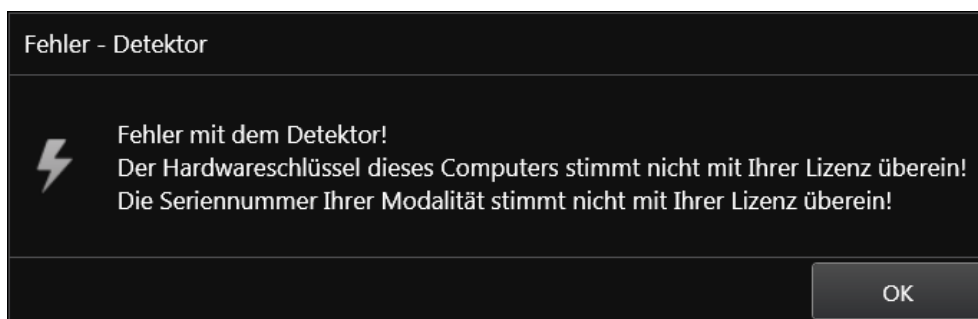 Fehler - Detektor
Fehler mit dem Detektor!
Der Hardwareschlüssel dieses Computers stimmt nicht mit Ihrer Lizenz überein!
Die Seriennummer Ihrer Modalität stimmt nicht mit Ihrer Lizenz überein!
OK